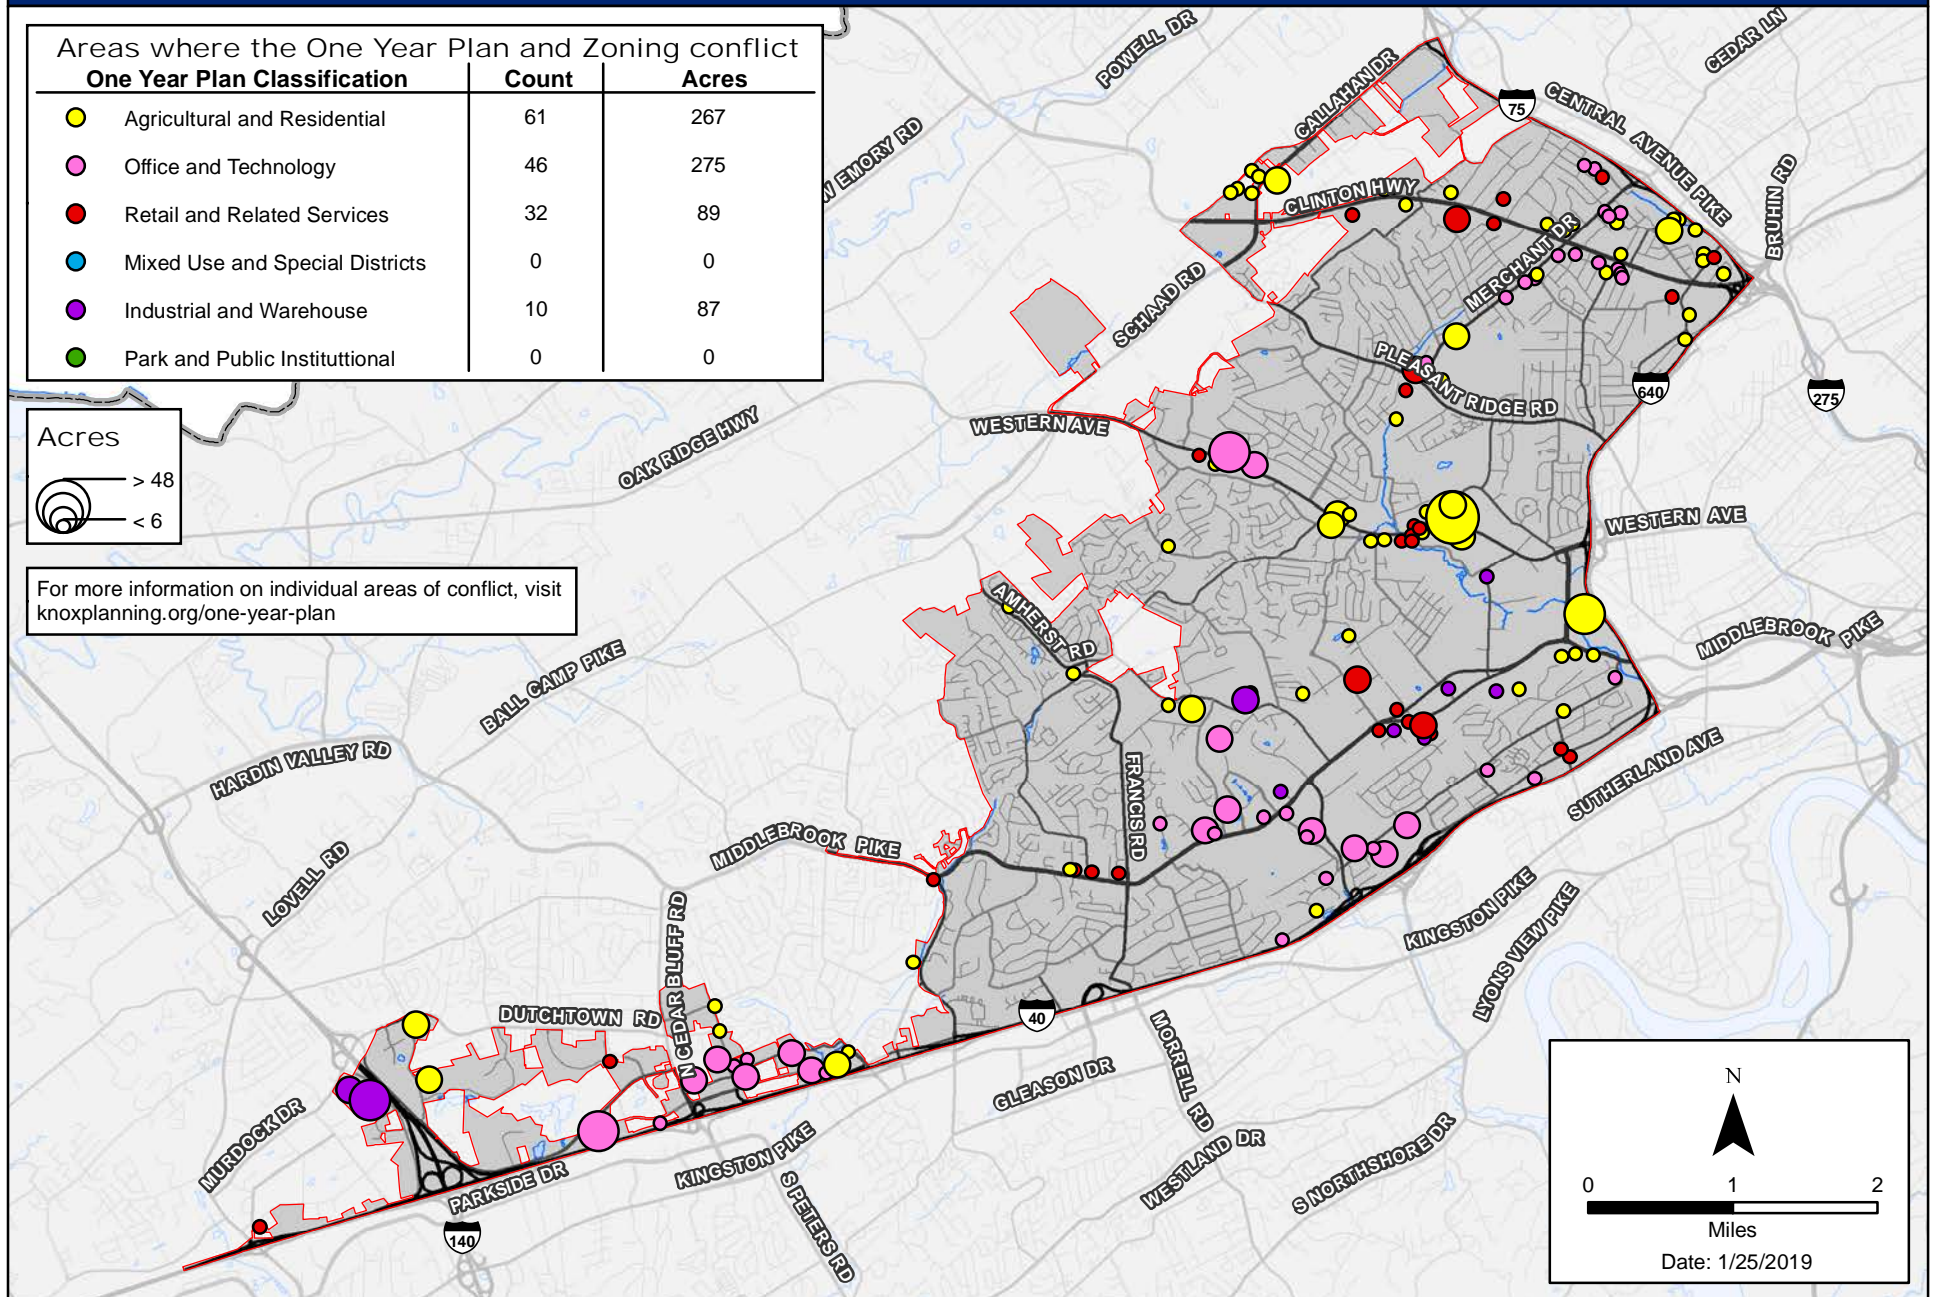 Areas where the One Year Plan and Zoning conflict
One Year Plan Classification Count Acres
Agricultural and Residential 61 267
Office and Technology 46 275
Retail and Related Services 32 89
Mixed Use and Special Districts 0 0
Industrial and Warehouse 10 87
Park and Public Instituttional 0 0
Acres
> 48
< 6
For more information on individual areas of conflict, visit
knoxplanning.org/one-year-plan
POWELL DR
CEDAR LN
CALLAHAN DR
75
CENTRAL AVENUE PIKE
W EMORY RD
BRUHIN RD
CLINTON HWY
MERCHANT DR
SCHAAD RD
PLEASANT RIDGE RD
640
275
WESTERN AVE
OAK RIDGE HWY
WESTERN AVE
AMHERST RD
MIDDLEBROOK PIKE
BALL CAMP PIKE
HARDIN VALLEY RD
FRANCIS RD
SUTHERLAND AVE
MIDDLEBROOK PIKE
LOVELL RD
KINGSTON PIKE
LYONS VIEW PIKE
N CEDAR BLUFF RD
DUTCHTOWN RD
40
MORRELL RD
GLEASON DR
MURDOCK DR
PARKSIDE DR
KINGSTON PIKE
WESTLAND DR
S NORTHSHORE DR
S PETERS RD
140
N
0 1 2
Miles
Date: 1/25/2019